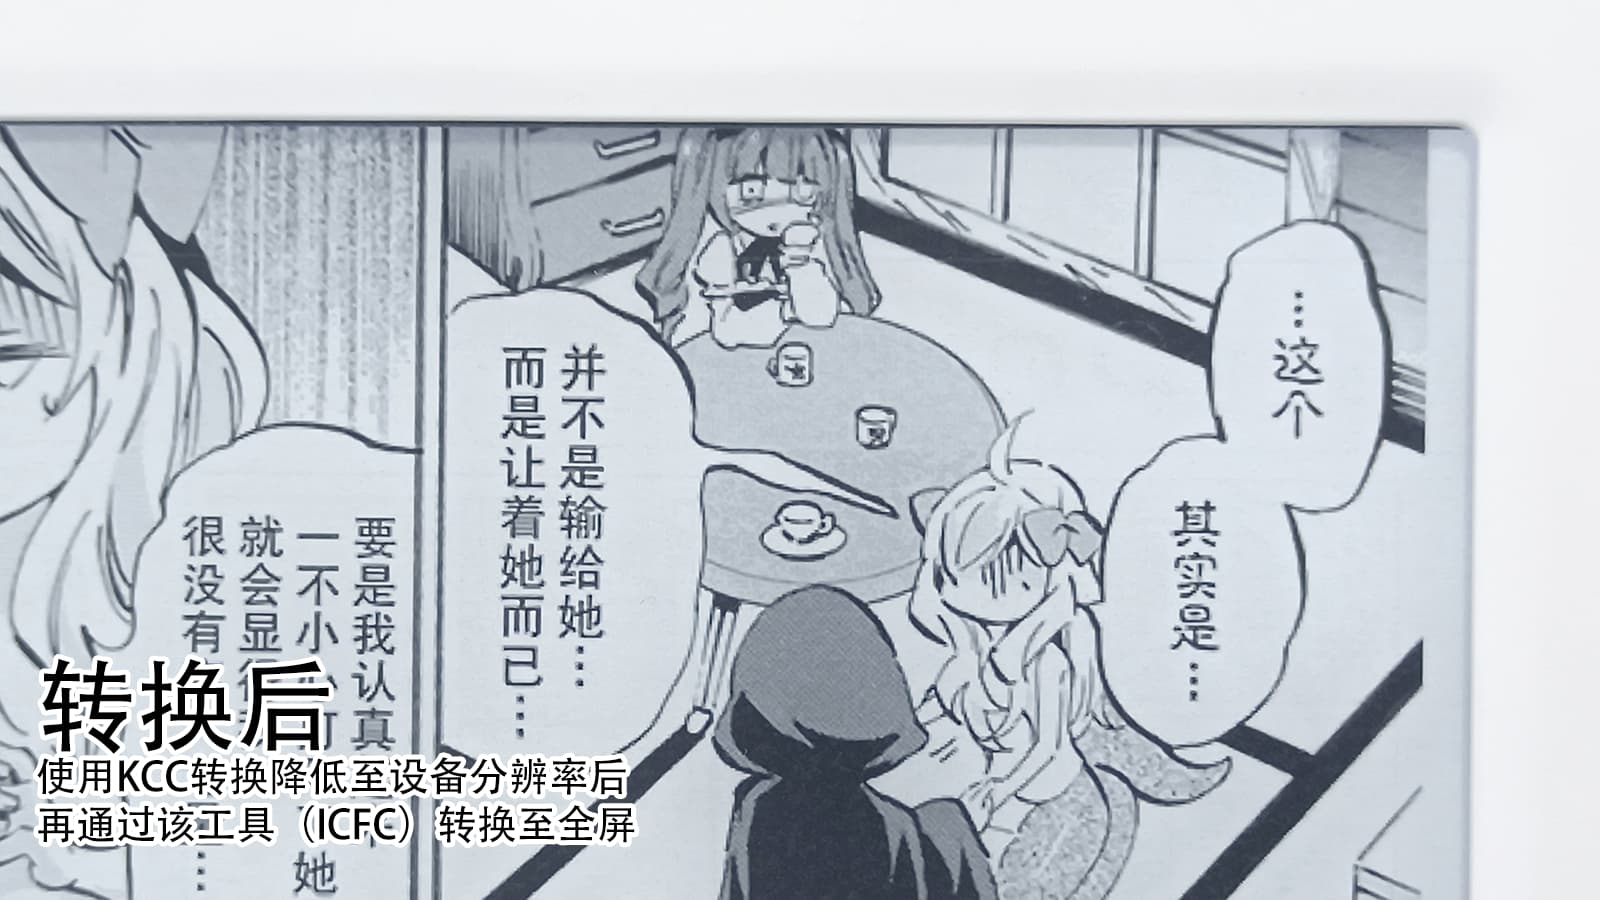 …这个
其实是…
并不是输给她…
而是让着她而已…
要是我认真
一不小心
她
就会显得
很没有
…
转换后
使用KCC转换降低至设备分辨率后
再通过该工具（ICFC）转换至全屏